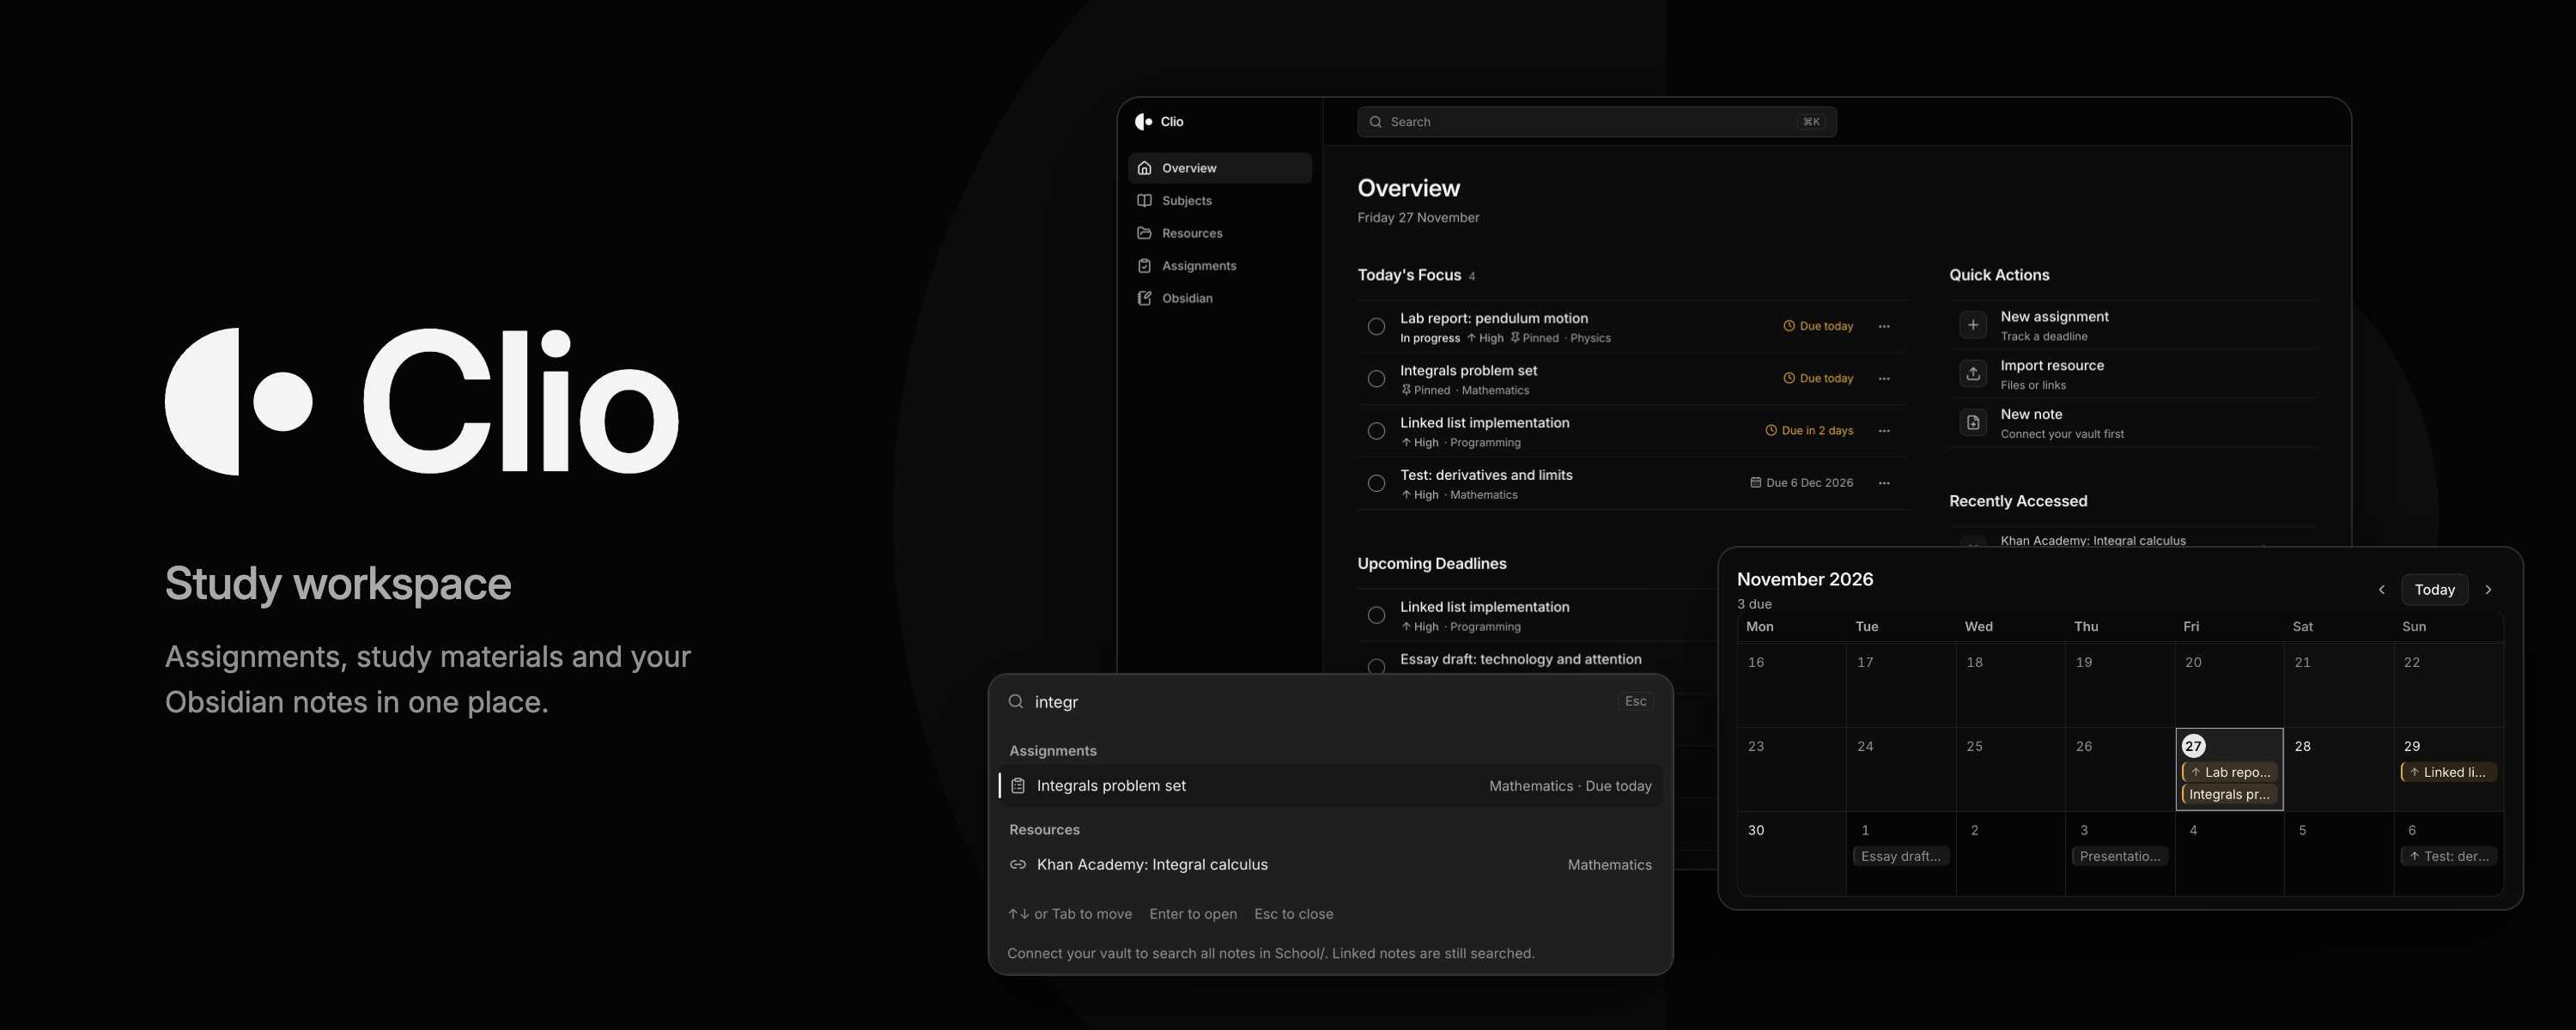 Clio
Study workspace
Assignments, study materials and your
Obsidian notes in one place.
Clio
Overview
Subjects
Resources
Assignments
Obsidian
Search
⌘K
Overview
Friday 27 November
Today's Focus 4
Lab report: pendulum motion
In progress ↑ High Pinned · Physics
Due today
Integrals problem set
Pinned · Mathematics
Due today
Linked list implementation
↑ High · Programming
Due in 2 days
Test: derivatives and limits
↑ High · Mathematics
Due 6 Dec 2026
Upcoming Deadlines
Linked list implementation
↑ High · Programming
Essay draft: technology and attention
Quick Actions
New assignment
Track a deadline
Import resource
Files or links
New note
Connect your vault first
Recently Accessed
Khan Academy: Integral calculus
integr
Esc
Assignments
Integrals problem set
Mathematics · Due today
Resources
Khan Academy: Integral calculus
Mathematics
↑↓ or Tab to move Enter to open Esc to close
Connect your vault to search all notes in School/. Linked notes are still searched.
November 2026
3 due
Today
Mon Tue Wed Thu Fri Sat Sun
16 17 18 19 20 21 22
23 24 25 26 27 28 29
↑ Lab repo... ↑ Linked li...
Integrals pr...
30 1 2 3 4 5 6
Essay draft... Presentatio... ↑ Test: der...